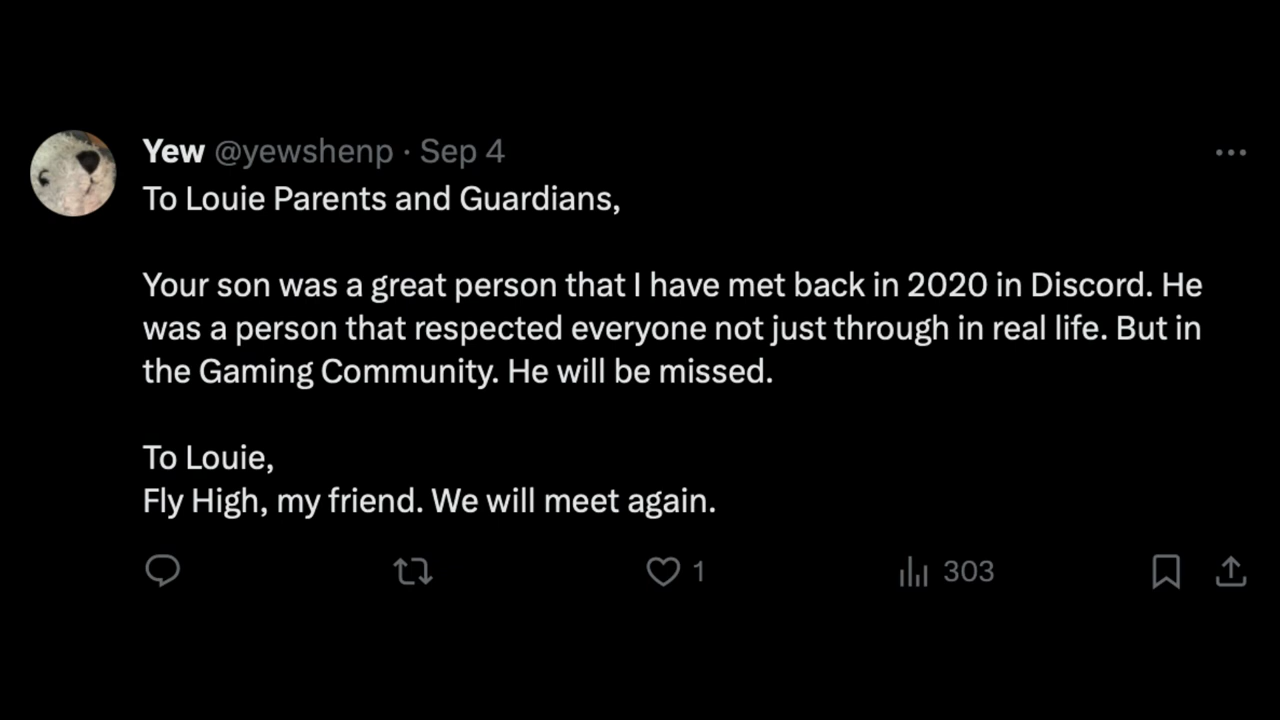 Yew @yewshenp · Sep 4
To Louie Parents and Guardians,
Your son was a great person that I have met back in 2020 in Discord. He
was a person that respected everyone not just through in real life. But in
the Gaming Community. He will be missed.
To Louie,
Fly High, my friend. We will meet again.
1 303